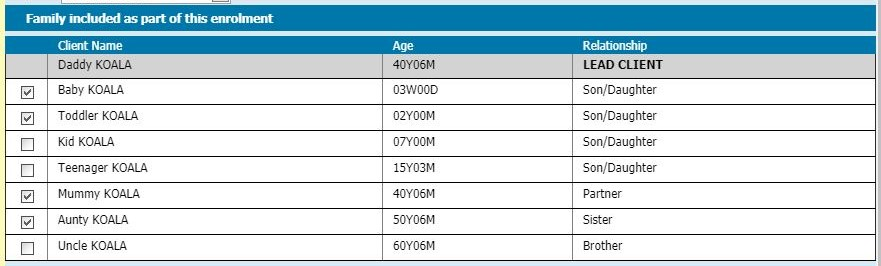 Family included as part of this enrolment
Client Name Age Relationship
Daddy KOALA 40Y06M LEAD CLIENT
Baby KOALA 03W00D Son/Daughter
Toddler KOALA 02Y00M Son/Daughter
Kid KOALA 07Y00M Son/Daughter
Teenager KOALA 15Y03M Son/Daughter
Mummy KOALA 40Y06M Partner
Aunty KOALA 50Y06M Sister
Uncle KOALA 60Y06M Brother